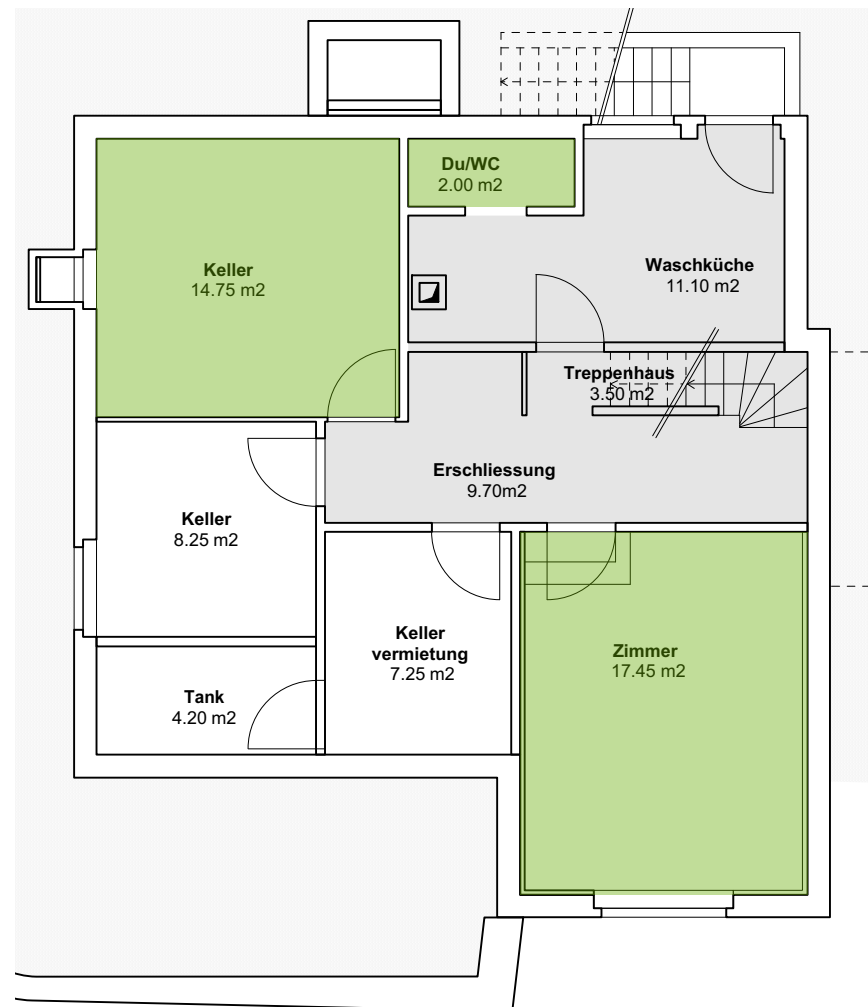 Du/WC
2.00 m2
Keller
14.75 m2
Waschküche
11.10 m2
Treppenhaus
3.50 m2
Erschliessung
9.70m2
Keller
8.25 m2
Keller
vermietung
7.25 m2
Zimmer
17.45 m2
Tank
4.20 m2